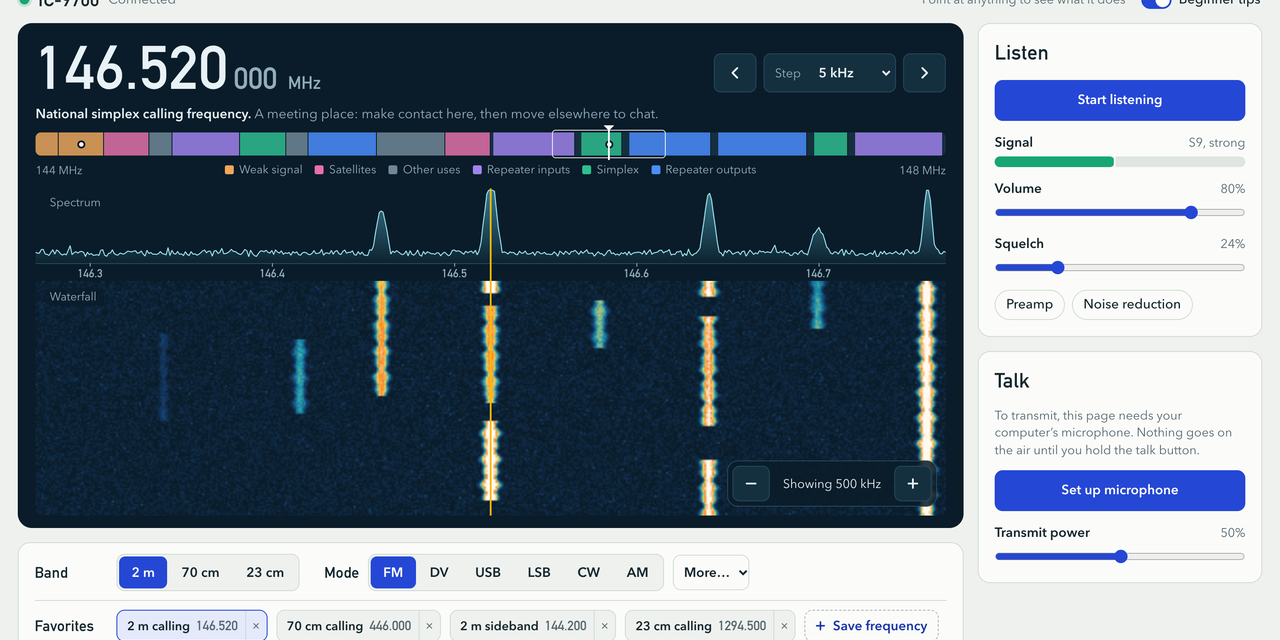 IC-9700 Connected
Point at anything to see what it does Beginner tips
146.520 000 MHz
Step 5 kHz
National simplex calling frequency. A meeting place: make contact here, then move elsewhere to chat.
144 MHz Weak signal Satellites Other uses Repeater inputs Simplex Repeater outputs 148 MHz
Spectrum
146.3 146.4 146.5 146.6 146.7
Waterfall
− Showing 500 kHz +
Listen
Start listening
Signal S9, strong
Volume 80%
Squelch 24%
Preamp Noise reduction
Talk
To transmit, this page needs your
computer’s microphone. Nothing goes on
the air until you hold the talk button.
Set up microphone
Transmit power 50%
Band 2 m 70 cm 23 cm Mode FM DV USB LSB CW AM More…
Favorites 2 m calling 146.520 × 70 cm calling 446.000 × 2 m sideband 144.200 × 23 cm calling 1294.500 × + Save frequency